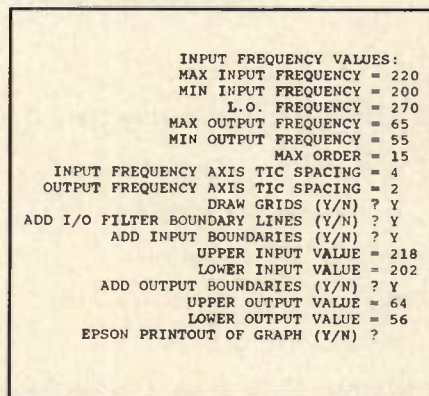 INPUT FREQUENCY VALUES:
MAX INPUT FREQUENCY = 220
MIN INPUT FREQUENCY = 200
L.O. FREQUENCY = 270
MAX OUTPUT FREQUENCY = 65
MIN OUTPUT FREQUENCY = 55
MAX ORDER = 15
INPUT FREQUENCY AXIS TIC SPACING = 4
OUTPUT FREQUENCY AXIS TIC SPACING = 2
DRAW GRIDS (Y/N) ? Y
ADD I/O FILTER BOUNDARY LINES (Y/N) ? Y
ADD INPUT BOUNDARIES (Y/N) ? Y
UPPER INPUT VALUE = 218
LOWER INPUT VALUE = 202
ADD OUTPUT BOUNDARIES (Y/N) ? Y
UPPER OUTPUT VALUE = 64
LOWER OUTPUT VALUE = 56
EPSON PRINTOUT OF GRAPH (Y/N) ?